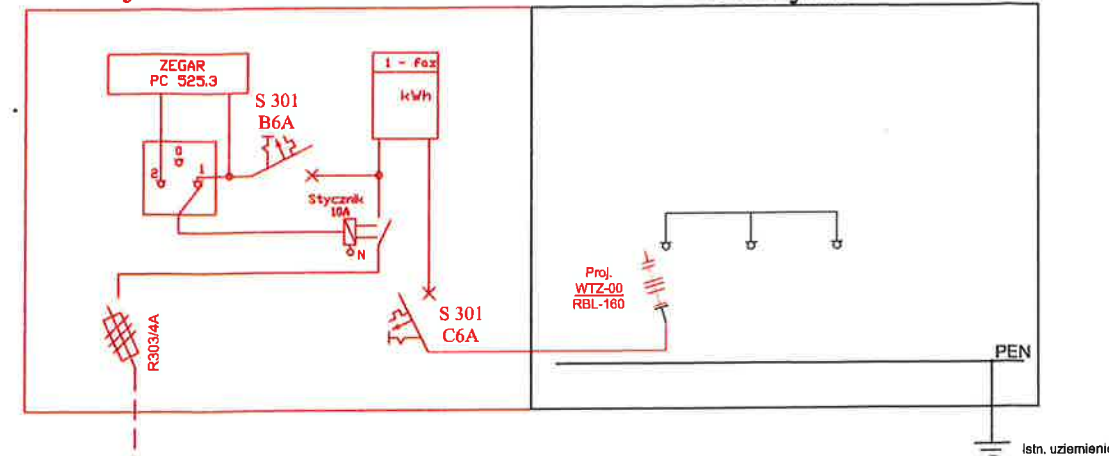 ZEGAR
PC 525.3
1 - faz
kWh
S 301
B6A
0
2
1
Stycznik
10A
N
R303/4A
S 301
C6A
Proj.
WTZ-00
RBL-160
PEN
Istn. uziemienie